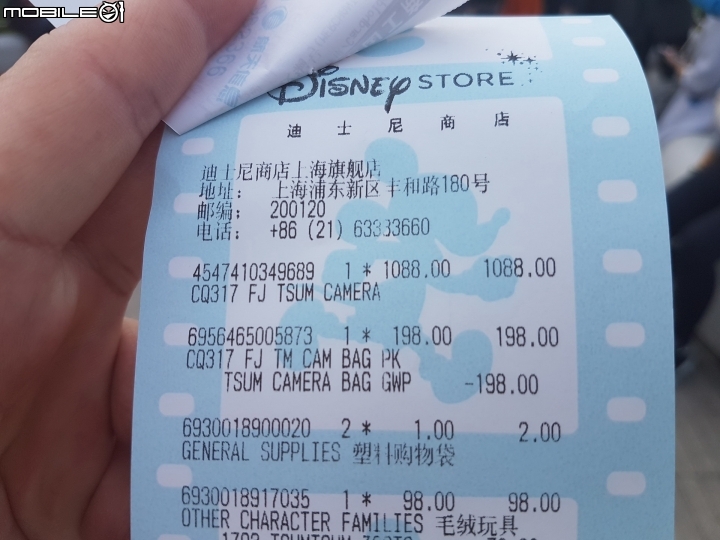 MOBILE01
DISNEY STORE
迪士尼商店
迪士尼商店上海旗舰店
地址： 上海浦东新区丰和路180号
邮编： 200120
电话： +86 (21) 63333660
4547410349689 1 * 1088.00 1088.00
CQ317 FJ TSUM CAMERA
6956465005873 1 * 198.00 198.00
CQ317 FJ TM CAM BAG PK
TSUM CAMERA BAG GWP -198.00
6930018900020 2 * 1.00 2.00
GENERAL SUPPLIES 塑料购物袋
6930018917035 1 * 98.00 98.00
OTHER CHARACTER FAMILIES 毛绒玩具